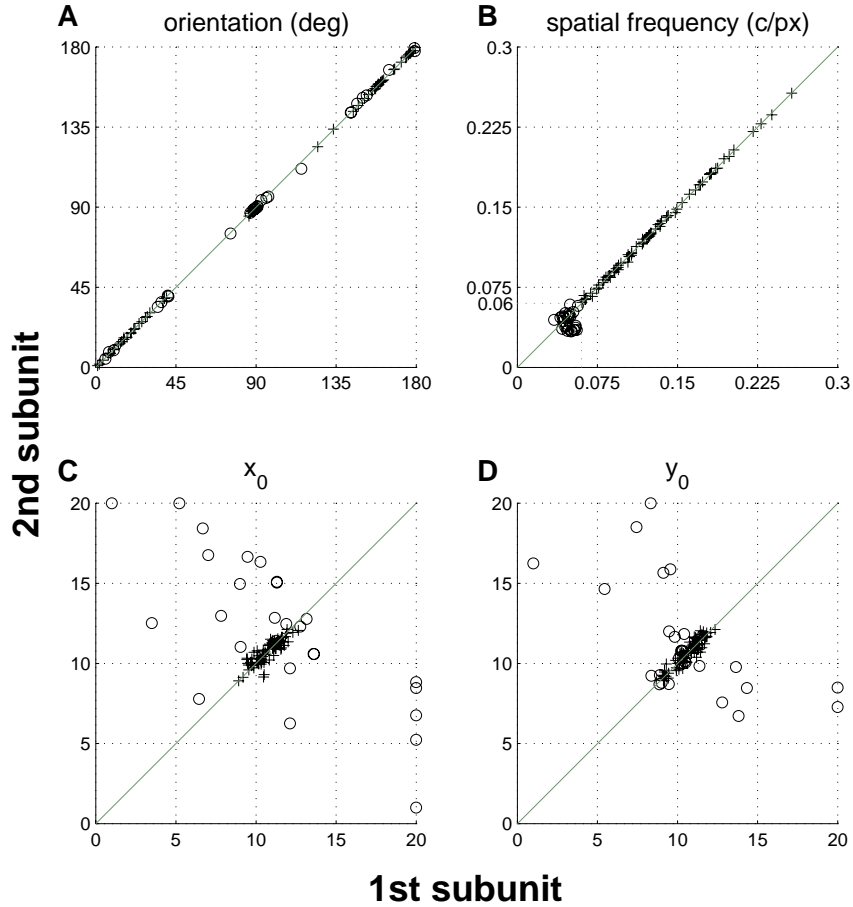 A
orientation (deg)
180
135
90
45
0
0 45 90 135 180
B
spatial frequency (c/px)
0.3
0.225
0.15
0.075
0.06
0
0 0.075 0.15 0.225 0.3
2nd subunit
C
x0
20
15
10
5
0
0 5 10 15 20
D
y0
20
15
10
5
0
0 5 10 15 20
1st subunit